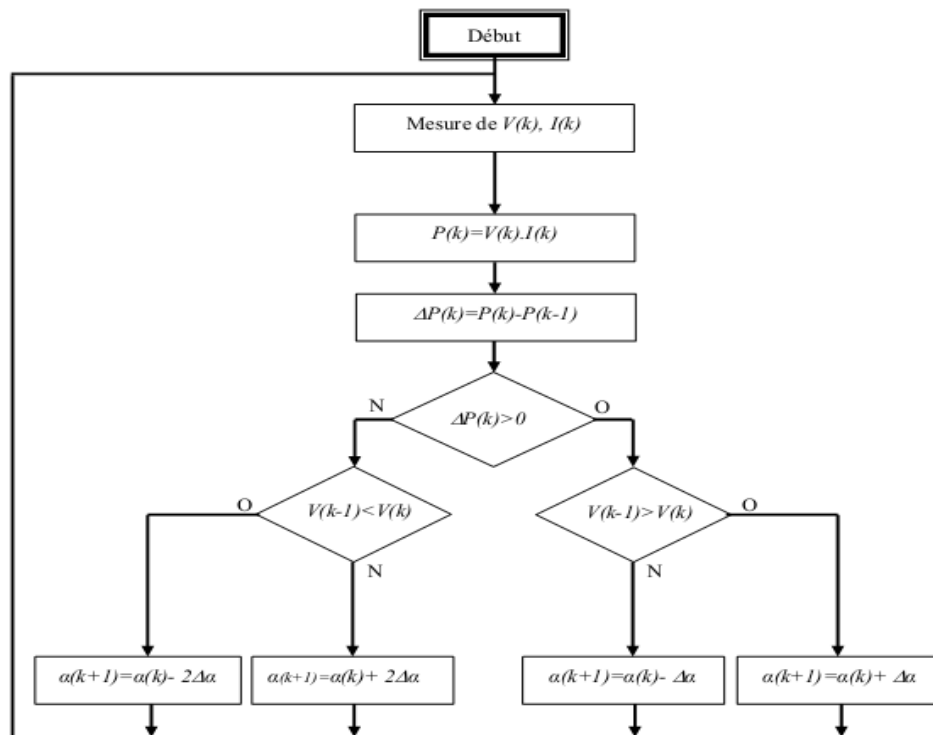 Début
Mesure de V(k), I(k)
P(k)=V(k).I(k)
ΔP(k)=P(k)-P(k-1)
N
ΔP(k)>0
O
O
V(k-1)<V(k)
V(k-1)>V(k)
O
N
N
α(k+1)=α(k)- 2Δα
α(k+1)=α(k)+ 2Δα
α(k+1)=α(k)- Δα
α(k+1)=α(k)+ Δα